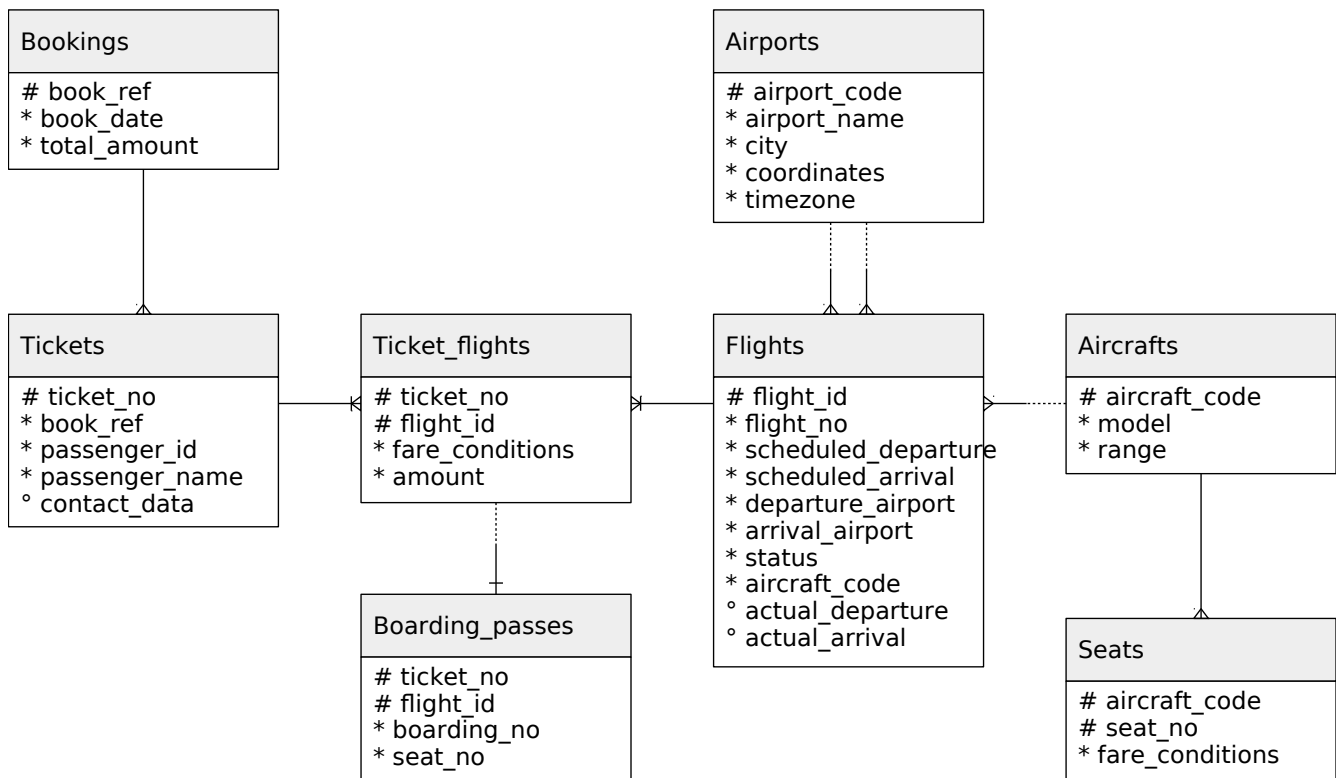 Bookings
# book_ref
* book_date
* total_amount
Airports
# airport_code
* airport_name
* city
* coordinates
* timezone
Tickets
# ticket_no
* book_ref
* passenger_id
* passenger_name
° contact_data
Ticket_flights
# ticket_no
# flight_id
* fare_conditions
* amount
Flights
# flight_id
* flight_no
* scheduled_departure
* scheduled_arrival
* departure_airport
* arrival_airport
* status
* aircraft_code
° actual_departure
° actual_arrival
Aircrafts
# aircraft_code
* model
* range
Boarding_passes
# ticket_no
# flight_id
* boarding_no
* seat_no
Seats
# aircraft_code
# seat_no
* fare_conditions